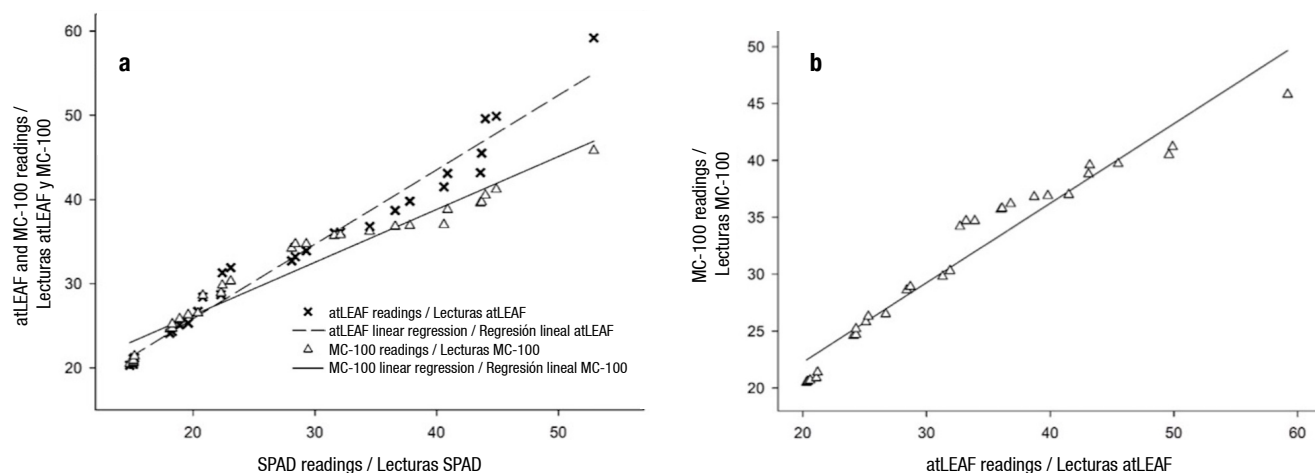 a
atLEAF and MC-100 readings /
Lecturas atLEAF y MC-100
60
50
40
30
20
20
30
40
50
SPAD readings / Lecturas SPAD
atLEAF readings / Lecturas atLEAF
atLEAF linear regression / Regresión lineal atLEAF
MC-100 readings / Lecturas MC-100
MC-100 linear regression / Regresión lineal MC-100
b
MC-100 readings /
Lecturas MC-100
50
45
40
35
30
25
20
20
30
40
50
60
atLEAF readings / Lecturas atLEAF